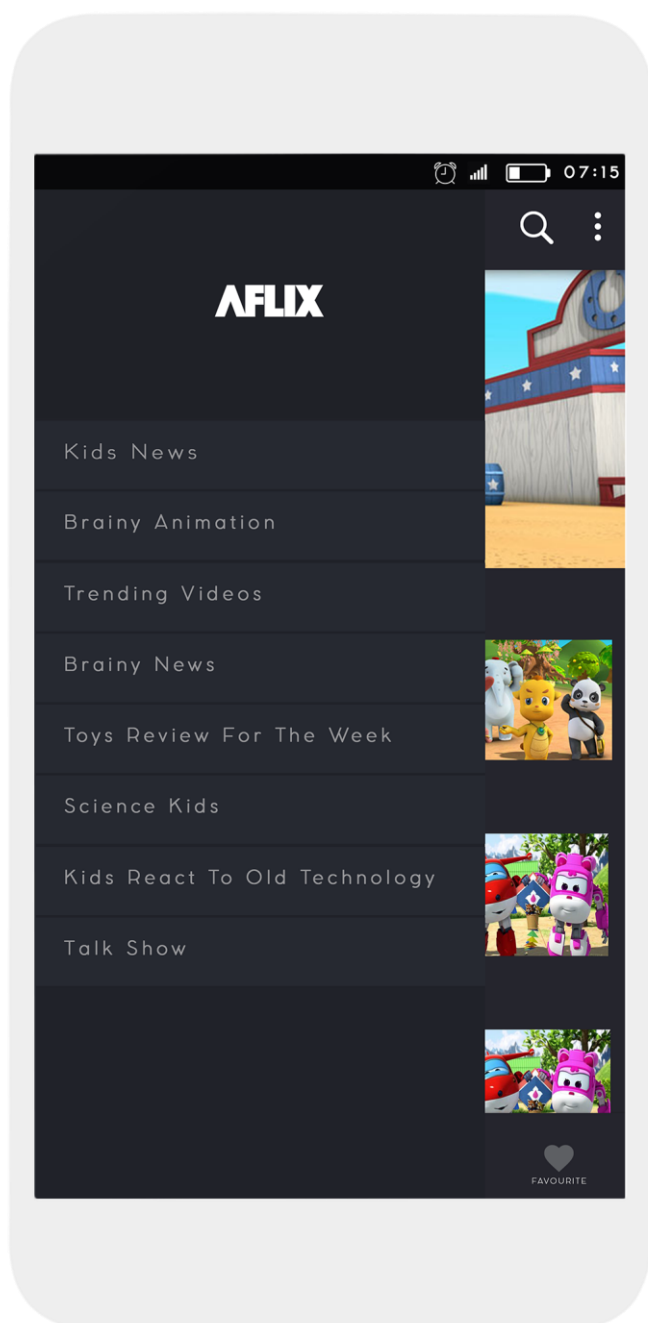 07:15
AFLIX
Kids News
Brainy Animation
Trending Videos
Brainy News
Toys Review For The Week
Science Kids
Kids React To Old Technology
Talk Show
FAVOURITE